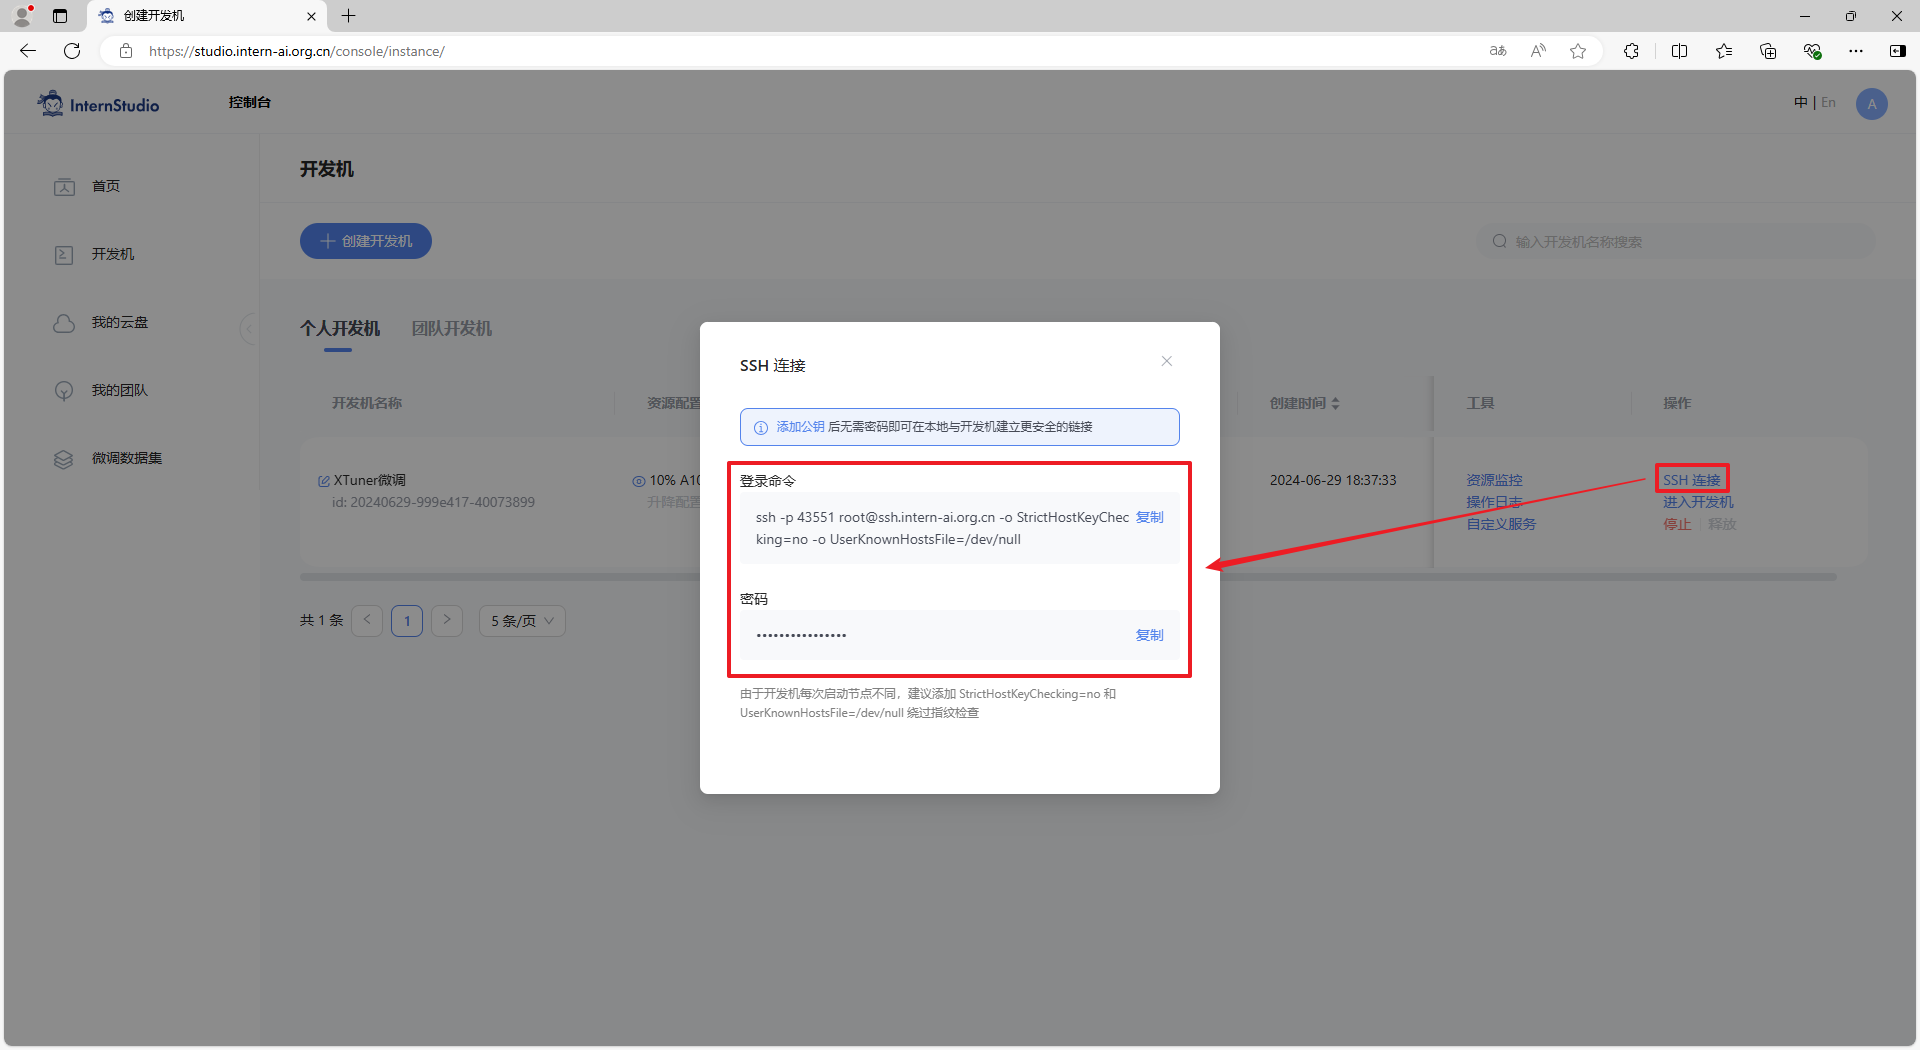 创建开发机
https://studio.intern-ai.org.cn/console/instance/
InternStudio
控制台
中 | En
A
首页
开发机
我的云盘
我的团队
微调数据集
开发机
创建开发机
输入开发机名称搜索
个人开发机 团队开发机
开发机名称 资源配置 创建时间 工具 操作
XTuner微调
id: 20240629-999e417-40073899
10% A10
升降配置
2024-06-29 18:37:33
资源监控
操作日志
自定义服务
SSH 连接
进入开发机
停止 释放
共 1 条 < 1 > 5 条/页
SSH 连接
添加公钥 后无需密码即可在本地与开发机建立更安全的链接
登录命令
ssh -p 43551 root@ssh.intern-ai.org.cn -o StrictHostKeyChec 复制
king=no -o UserKnownHostsFile=/dev/null
密码
•••••••••••••••• 复制
由于开发机每次启动节点不同，建议添加 StrictHostKeyChecking=no 和
UserKnownHostsFile=/dev/null 绕过指纹检查